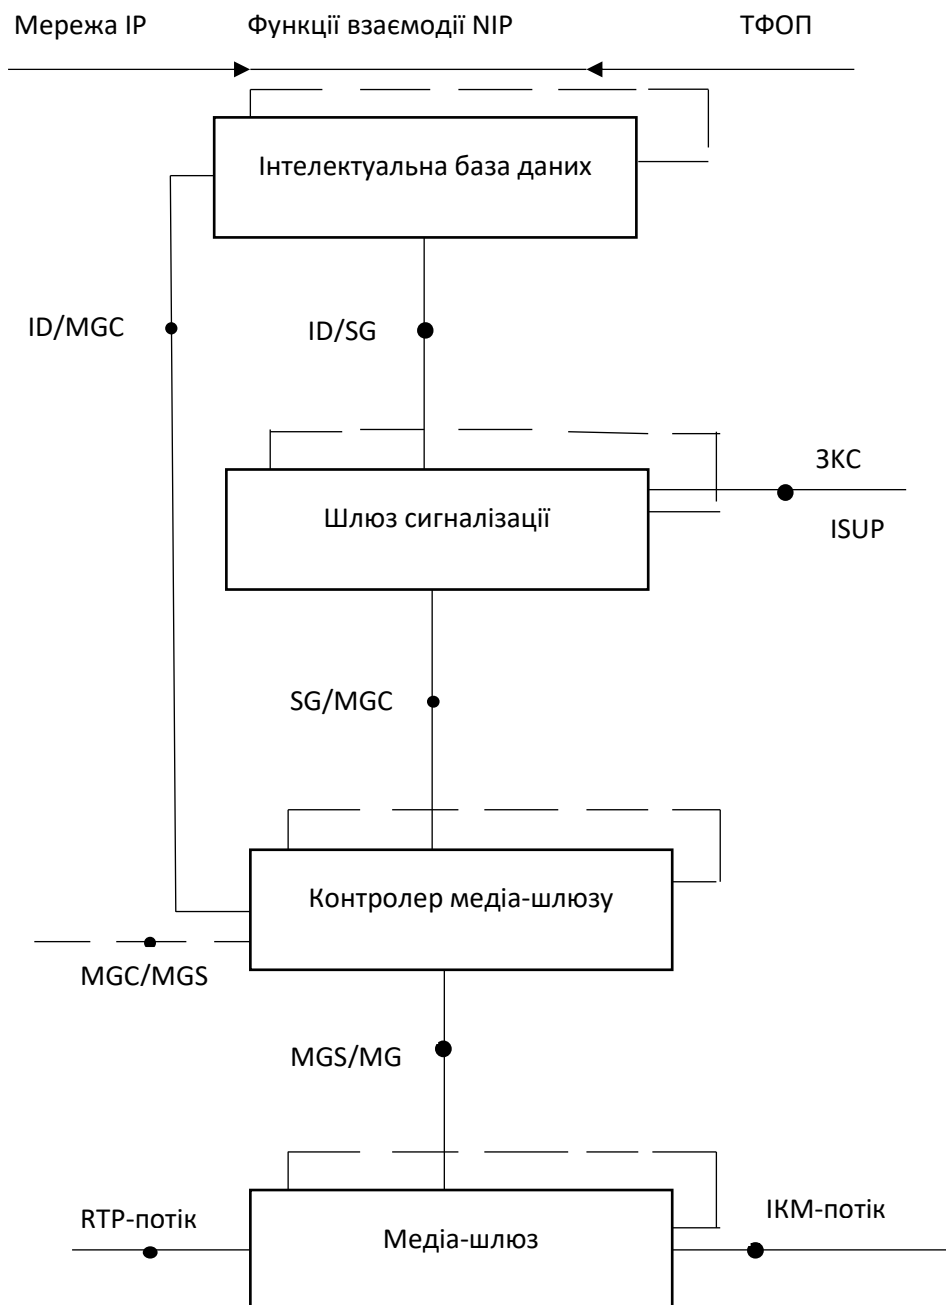 Мережа IP
Функції взаємодії NIP
ТФОП
Інтелектуальна база даних
ID/MGC
ID/SG
ЗКС
Шлюз сигналізації
ISUP
SG/MGC
Контролер медіа-шлюзу
MGC/MGS
MGS/MG
RTP-потік
ІКМ-потік
Медіа-шлюз